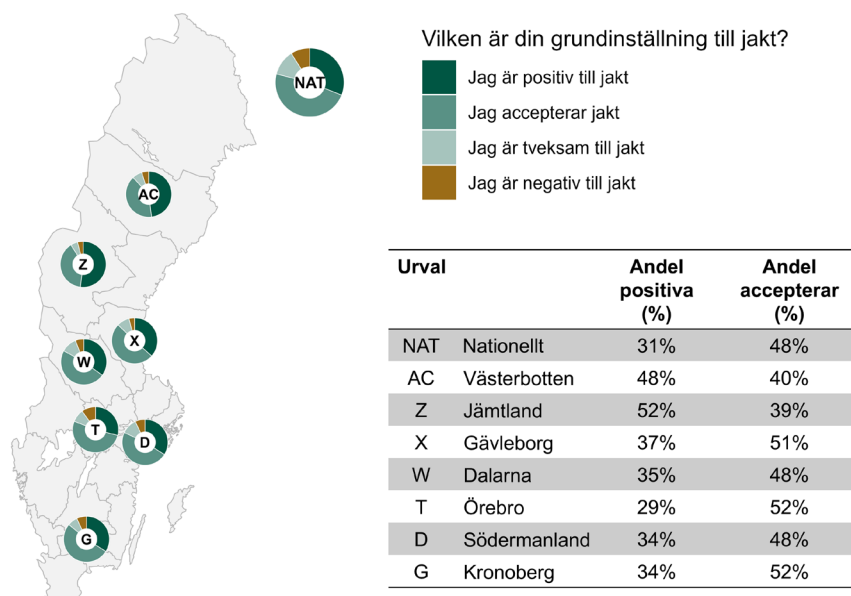 Vilken är din grundinställning till jakt?
Jag är positiv till jakt
Jag accepterar jakt
Jag är tveksam till jakt
Jag är negativ till jakt
NAT
AC
Z
X
W
T
D
G
Urval Andel positiva (%) Andel accepterar (%)
NAT Nationellt 31% 48%
AC Västerbotten 48% 40%
Z Jämtland 52% 39%
X Gävleborg 37% 51%
W Dalarna 35% 48%
T Örebro 29% 52%
D Södermanland 34% 48%
G Kronoberg 34% 52%